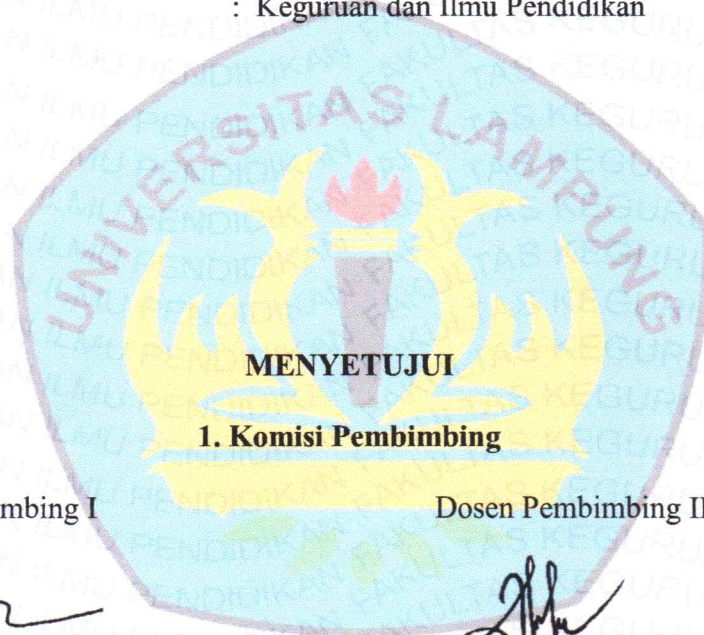 : Keguruan dan Ilmu Pendidikan
UNIVERSITAS LAMPUNG
MENYETUJUI
1. Komisi Pembimbing
mbing I Dosen Pembimbing II